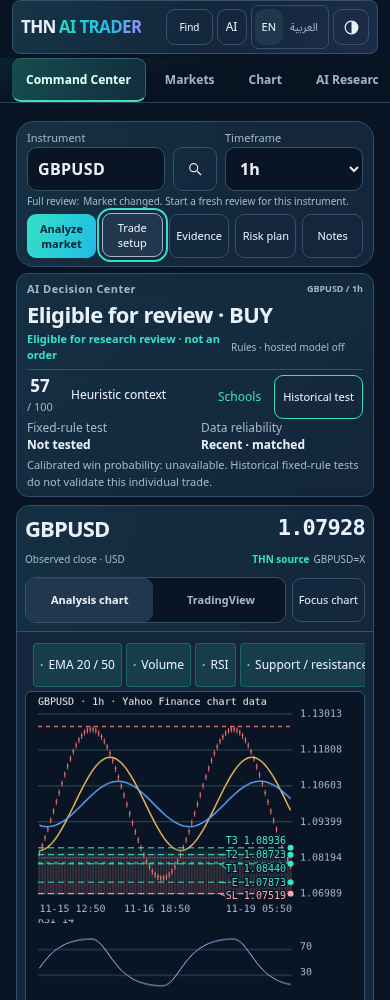 THN AI TRADER
Find
AI
EN
العربية
Command Center
Markets
Chart
AI Researc
Instrument
Timeframe
GBPUSD
1h
Full review: Market changed. Start a fresh review for this instrument.
Analyze market
Trade setup
Evidence
Risk plan
Notes
AI Decision Center
GBPUSD / 1h
Eligible for review · BUY
Eligible for research review · not an order
Rules · hosted model off
57 / 100
Heuristic context
Schools
Historical test
Fixed-rule test
Data reliability
Not tested
Recent · matched
Calibrated win probability: unavailable. Historical fixed-rule tests
do not validate this individual trade.
GBPUSD
1.07928
Observed close · USD
THN source GBPUSD=X
Analysis chart
TradingView
Focus chart
· EMA 20 / 50
· Volume
· RSI
· Support / resistance
GBPUSD · 1h · Yahoo Finance chart data
1.13013
1.11808
1.10603
1.09399
T3 1.08936
T2 1.08723
1.08194
T1 1.08440
E 1.07873
SL 1.07519
1.06989
11-15 12:50
11-16 18:50
11-19 05:50
RSI 14
70
30